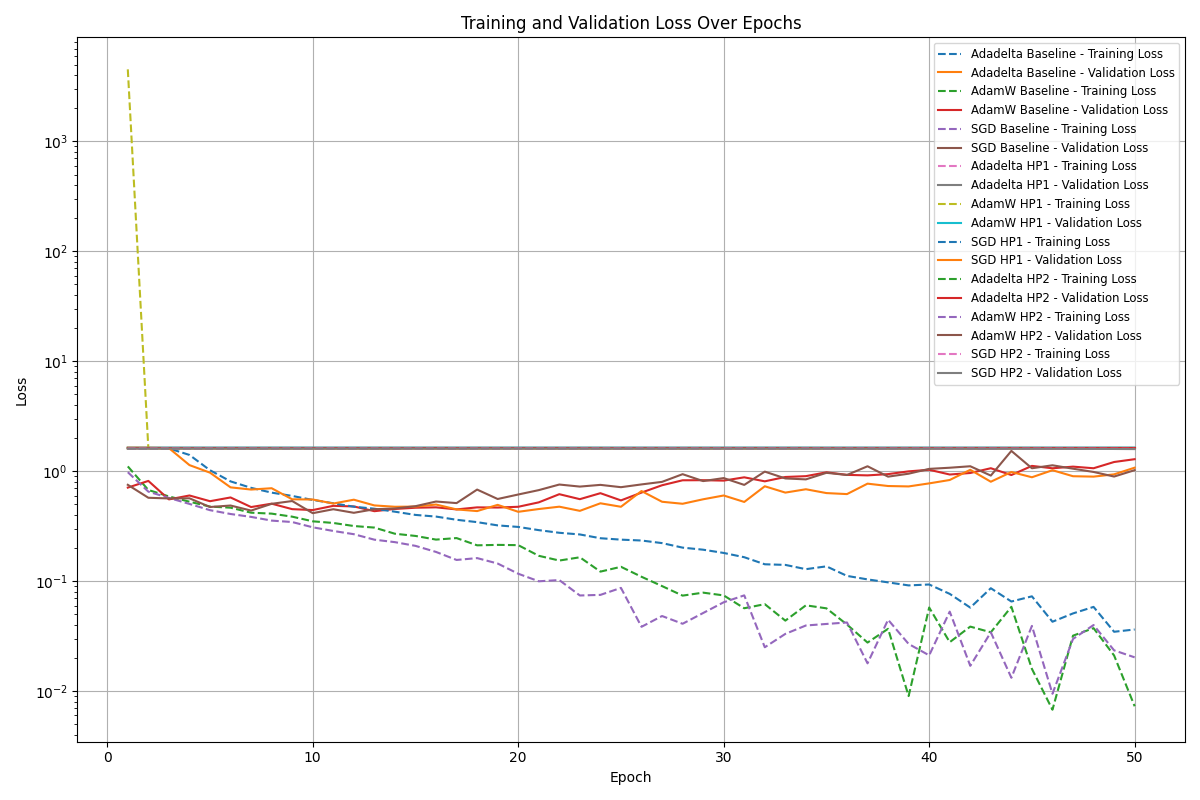 Training and Validation Loss Over Epochs
Adadelta Baseline - Training Loss
Adadelta Baseline - Validation Loss
AdamW Baseline - Training Loss
AdamW Baseline - Validation Loss
SGD Baseline - Training Loss
SGD Baseline - Validation Loss
Adadelta HP1 - Training Loss
Adadelta HP1 - Validation Loss
AdamW HP1 - Training Loss
AdamW HP1 - Validation Loss
SGD HP1 - Training Loss
SGD HP1 - Validation Loss
Adadelta HP2 - Training Loss
Adadelta HP2 - Validation Loss
AdamW HP2 - Training Loss
AdamW HP2 - Validation Loss
SGD HP2 - Training Loss
SGD HP2 - Validation Loss
Loss
10³
10²
10¹
10⁰
10⁻¹
10⁻²
0 10 20 30 40 50
Epoch